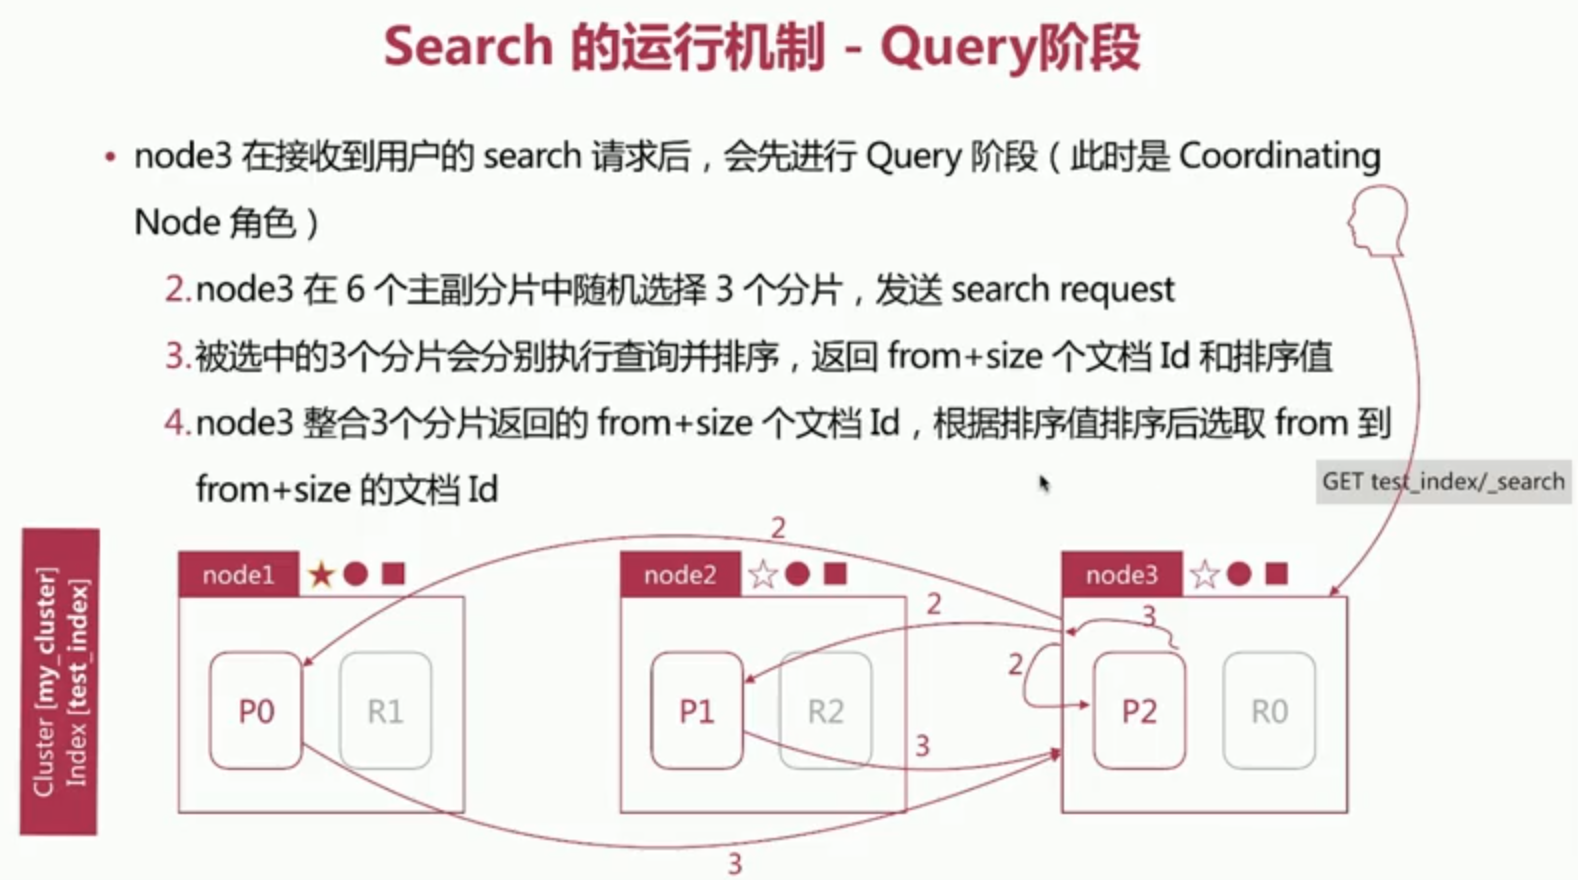 Search 的运行机制 - Query阶段
• node3 在接收到用户的 search 请求后，会先进行 Query 阶段（此时是 Coordinating
Node 角色）
2.node3 在 6 个主副分片中随机选择 3 个分片，发送 search request
3.被选中的3个分片会分别执行查询并排序，返回 from+size 个文档 Id 和排序值
4.node3 整合3个分片返回的 from+size 个文档 Id，根据排序值排序后选取 from 到
from+size 的文档 Id
GET test_index/_search
Cluster [my_cluster]
Index [test_index]
2
node1
node2
node3
2
3
2
P0
R1
P1
R2
P2
R0
3
3